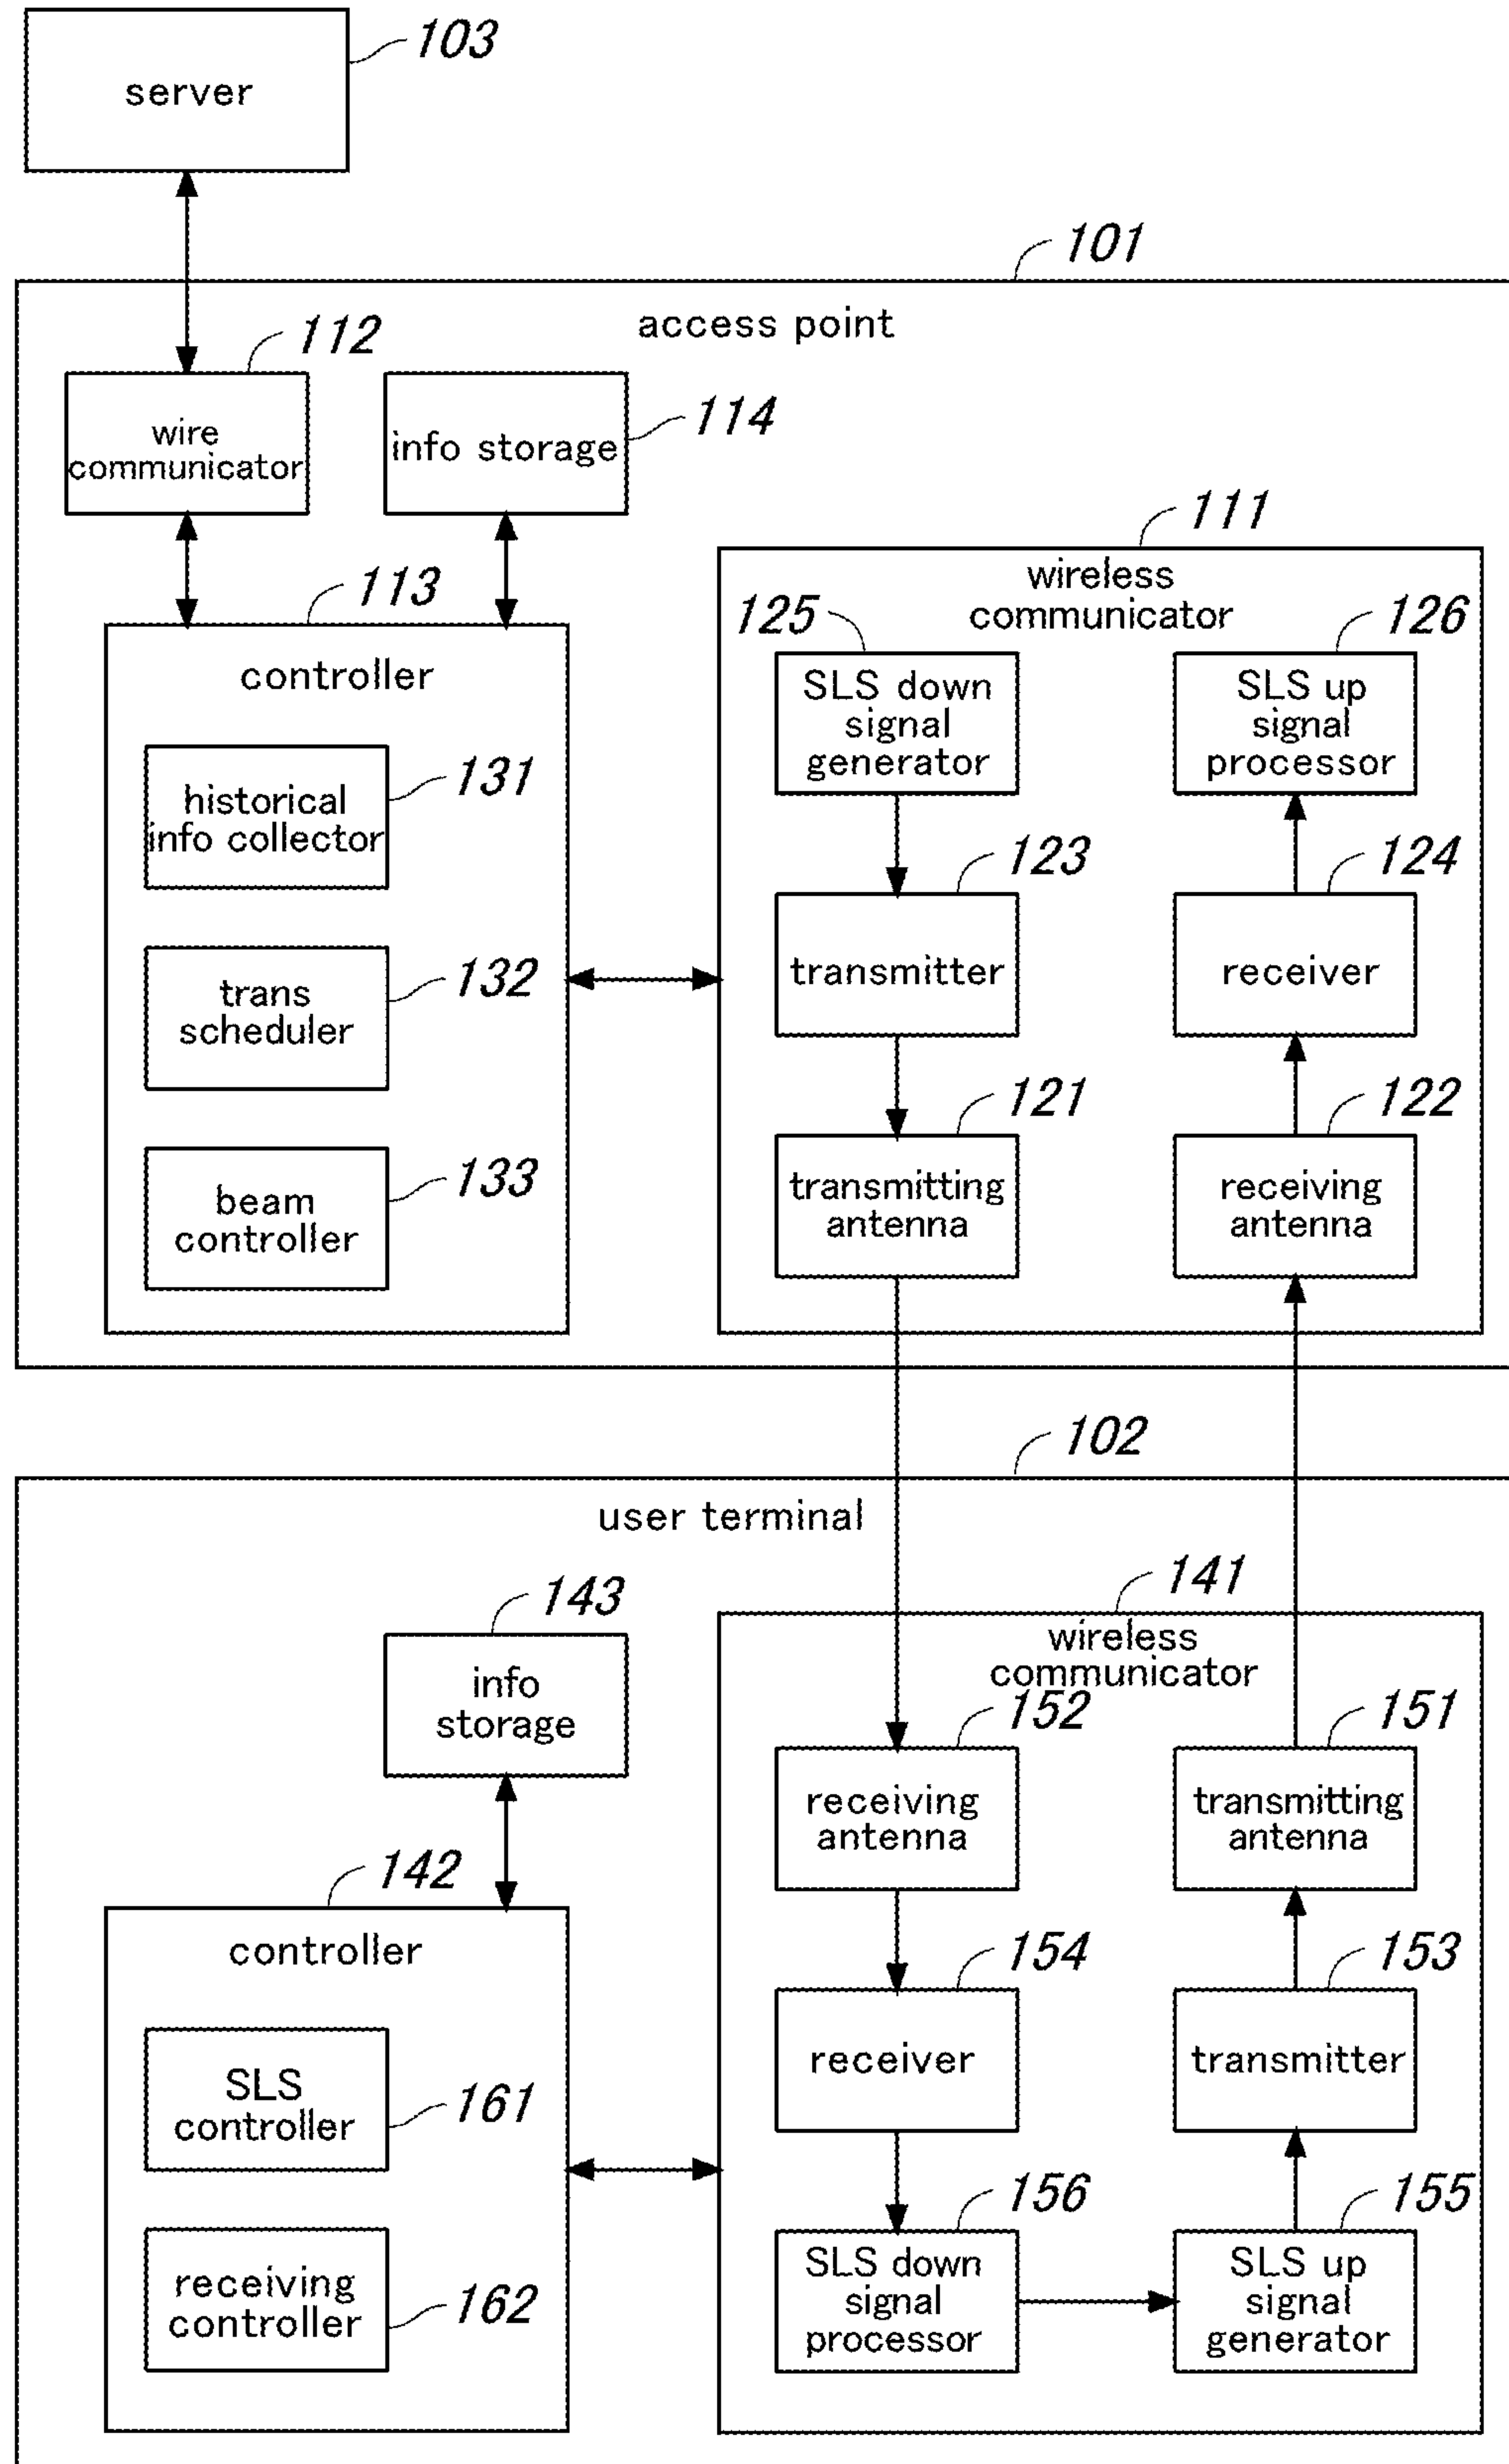 103
server
101
access point
112
wire
communicator
114
info storage
111
wireless
communicator
113
controller
131
historical
info collector
132
trans
scheduler
133
beam
controller
125
SLS down
signal
generator
126
SLS up
signal
processor
123
transmitter
124
receiver
121
transmitting
antenna
122
receiving
antenna
102
user terminal
143
info
storage
141
wireless
communicator
142
controller
161
SLS
controller
162
receiving
controller
152
receiving
antenna
151
transmitting
antenna
154
receiver
153
transmitter
156
SLS down
signal
processor
155
SLS up
signal
generator